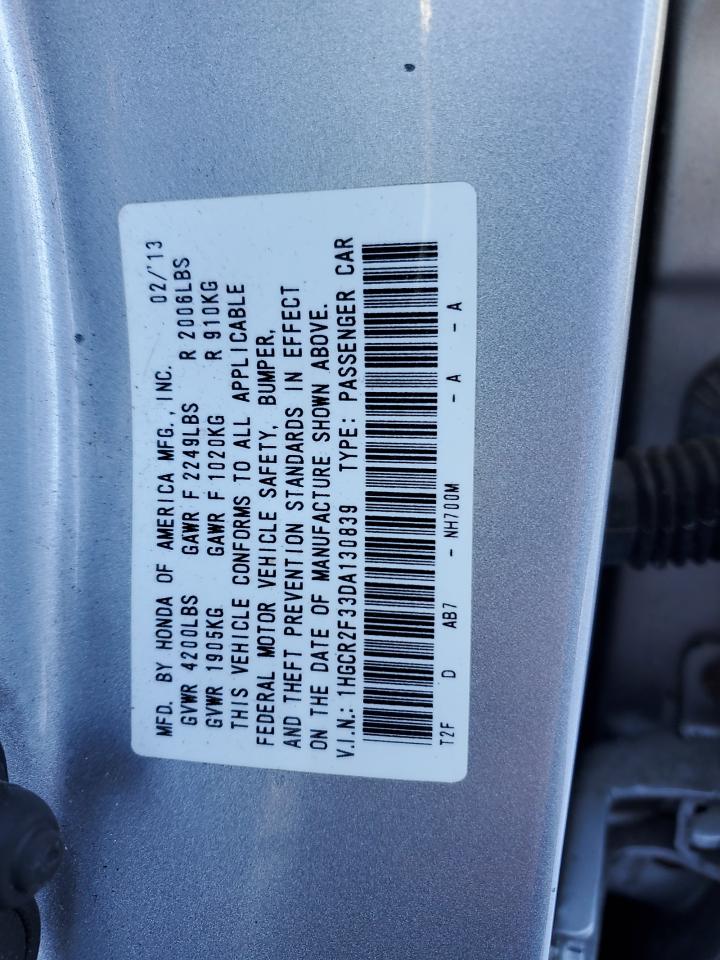 MFD. BY HONDA OF AMERICA MFG., INC. 02/'13
GVWR 4200LBS GAWR F 2249LBS R 2006LBS
GVWR 1905KG GAWR F 1020KG R 910KG
THIS VEHICLE CONFORMS TO ALL APPLICABLE
FEDERAL MOTOR VEHICLE SAFETY, BUMPER,
AND THEFT PREVENTION STANDARDS IN EFFECT
ON THE DATE OF MANUFACTURE SHOWN ABOVE.
V.I.N.: 1HGCR2F33DA130839 TYPE: PASSENGER CAR
T2F D AB7 - NH700M - A - A